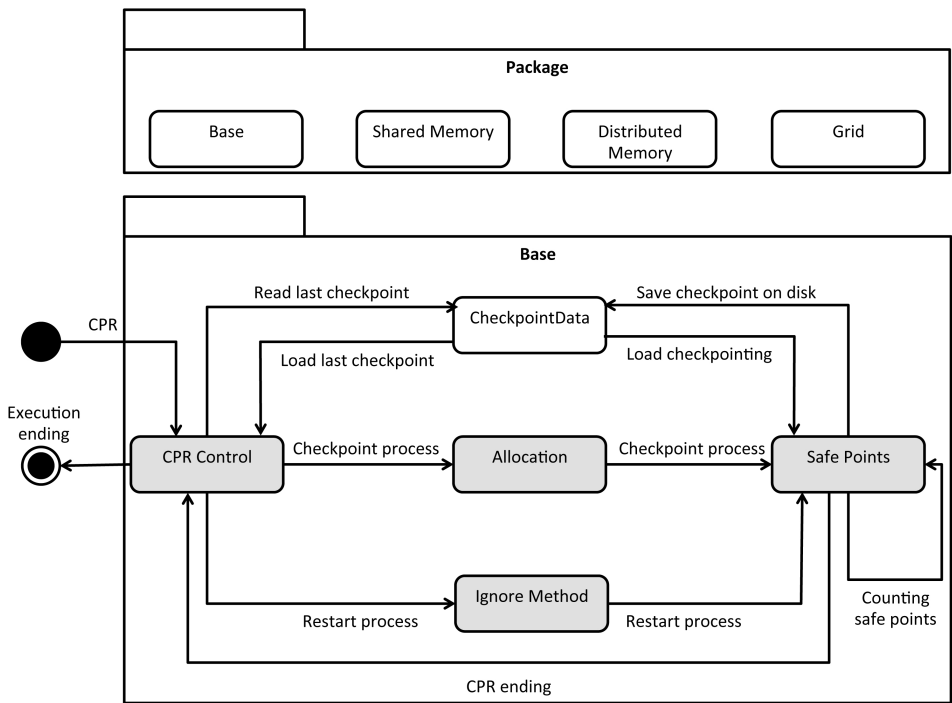 Package
Base
Shared Memory
Distributed
Memory
Grid
Base
Read last checkpoint
Save checkpoint on disk
CheckpointData
CPR
Load last checkpoint
Load checkpointing
Execution
ending
CPR Control
Checkpoint process
Allocation
Checkpoint process
Safe Points
Ignore Method
Restart process
Restart process
Counting
safe points
CPR ending